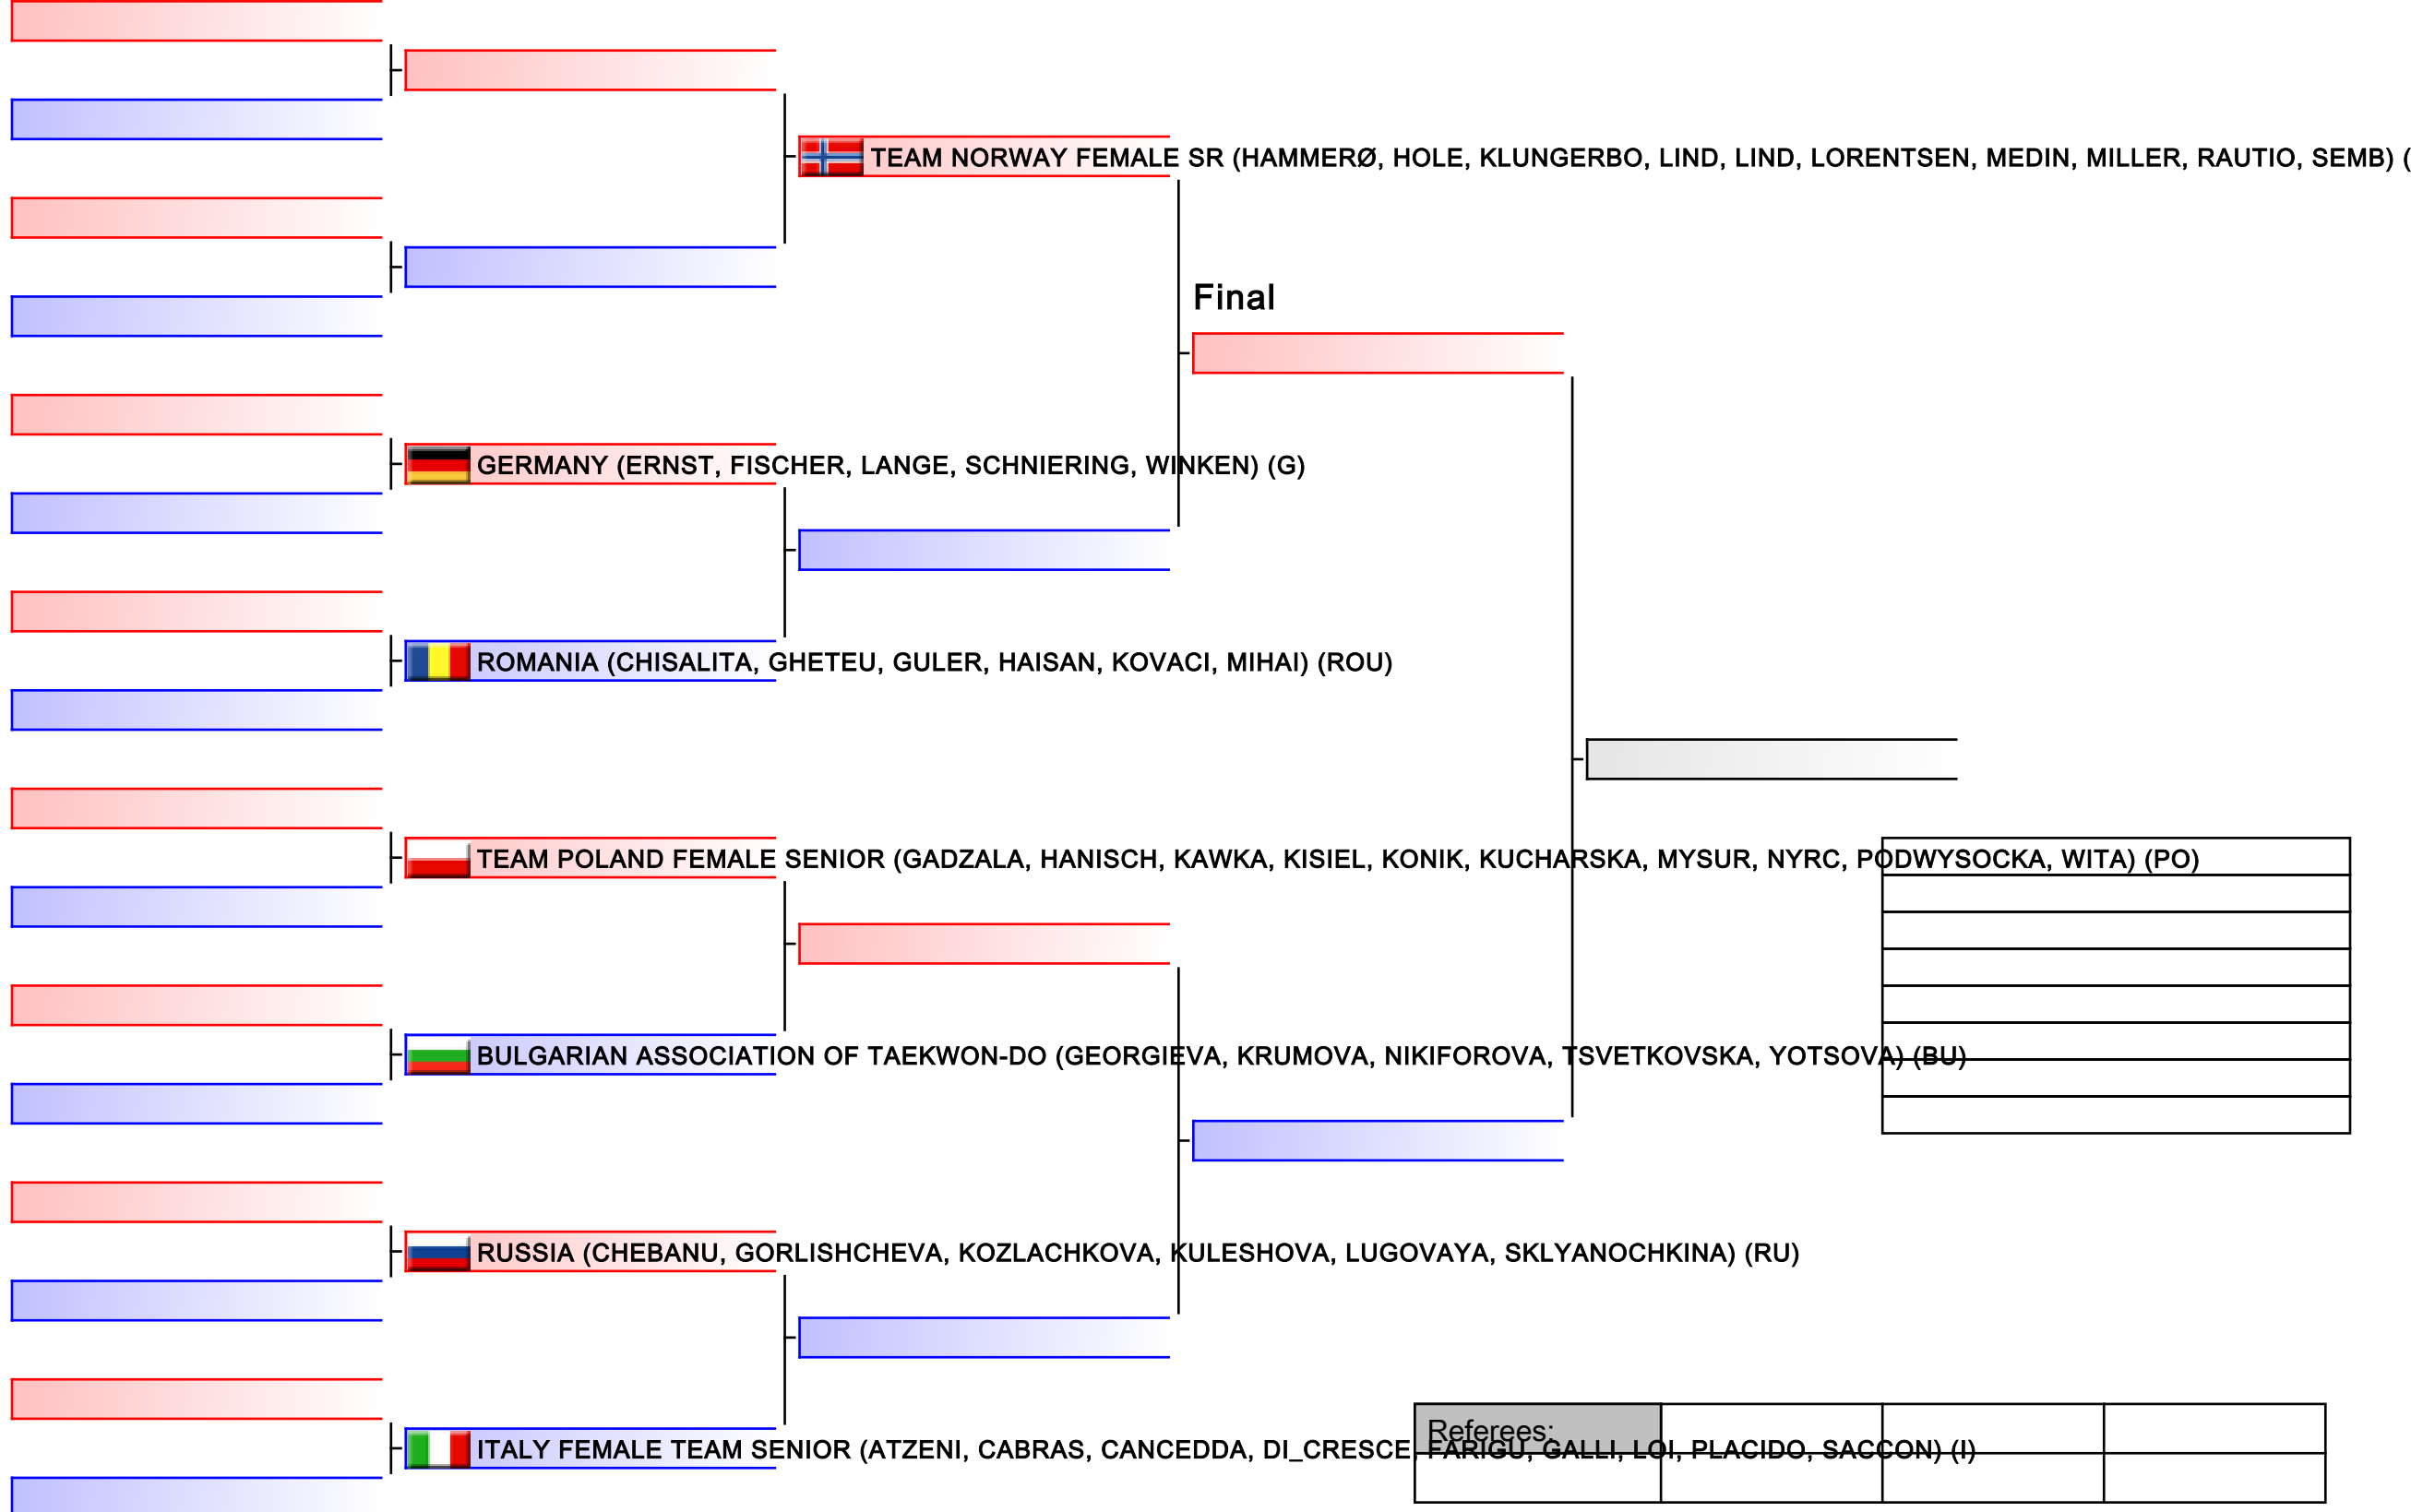 TEAM NORWAY FEMALE SR (HAMMERØ, HOLE, KLUNGERBO, LIND, LIND, LORENTSEN, MEDIN, MILLER, RAUTIO, SEMB) (
Final
GERMANY (ERNST, FISCHER, LANGE, SCHNIERING, WINKEN) (G)
ROMANIA (CHISALITA, GHETEU, GULER, HAISAN, KOVACI, MIHAI) (ROU)
TEAM POLAND FEMALE SENIOR (GADZALA, HANISCH, KAWKA, KISIEL, KONIK, KUCHARSKA, MYSUR, NYRC, PODWYSOCKA, WITA) (PO)
BULGARIAN ASSOCIATION OF TAEKWON-DO (GEORGIEVA, KRUMOVA, NIKIFOROVA, TSVETKOVSKA, YOTSOVA) (BU)
RUSSIA (CHEBANU, GORLISHCHEVA, KOZLACHKOVA, KULESHOVA, LUGOVAYA, SKLYANOCHKINA) (RU)
Referees:
ITALY FEMALE TEAM SENIOR (ATZENI, CABRAS, CANCEDDA, DI_CRESCE, FARIGU, GALLI, LOI, PLACIDO, SACCON) (I)